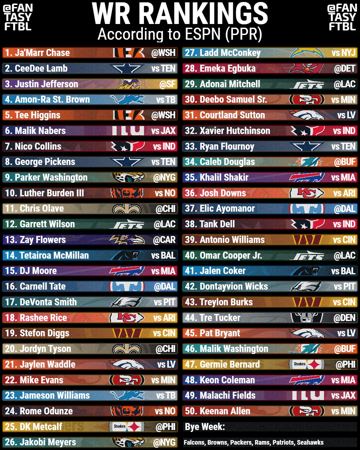 @FAN
TASY
FTBL
WR RANKINGS
According to ESPN (PPR)
@FAN
TASY
FTBL
1. Ja'Marr Chase @WSH
2. CeeDee Lamb vs TEN
3. Justin Jefferson @SF
4. Amon-Ra St. Brown vs TB
5. Tee Higgins @WSH
6. Malik Nabers vs JAX
7. Nico Collins vs IND
8. George Pickens vs TEN
9. Parker Washington @NYG
10. Luther Burden III vs NO
11. Chris Olave @CHI
12. Garrett Wilson @LAC
13. Zay Flowers @CAR
14. Tetairoa McMillan vs BAL
15. DJ Moore vs MIA
16. Carnell Tate @DAL
17. DeVonta Smith vs PIT
18. Rashee Rice vs ARI
19. Stefon Diggs vs CIN
20. Jordyn Tyson @CHI
21. Jaylen Waddle vs LV
22. Mike Evans vs MIN
23. Jameson Williams vs TB
24. Rome Odunze vs NO
25. DK Metcalf @PHI
26. Jakobi Meyers @NYG
27. Ladd McConkey vs NYJ
28. Emeka Egbuka @DET
29. Adonai Mitchell @LAC
30. Deebo Samuel Sr. vs MIN
31. Courtland Sutton vs LV
32. Xavier Hutchinson vs IND
33. Ryan Flournoy vs TEN
34. Caleb Douglas @BUF
35. Khalil Shakir vs MIA
36. Josh Downs vs ARI
37. Elic Ayomanor @DAL
38. Tank Dell vs IND
39. Antonio Williams vs CIN
40. Omar Cooper Jr. @LAC
41. Jalen Coker vs BAL
42. Dontayvion Wicks vs PIT
43. Treylon Burks vs CIN
44. Tre Tucker @DEN
45. Pat Bryant vs LV
46. Malik Washington @BUF
47. Germie Bernard @PHI
48. Keon Coleman vs MIA
49. Malachi Fields vs JAX
50. Keenan Allen vs MIN
Bye Week:
Falcons, Browns, Packers, Rams, Patriots, Seahawks